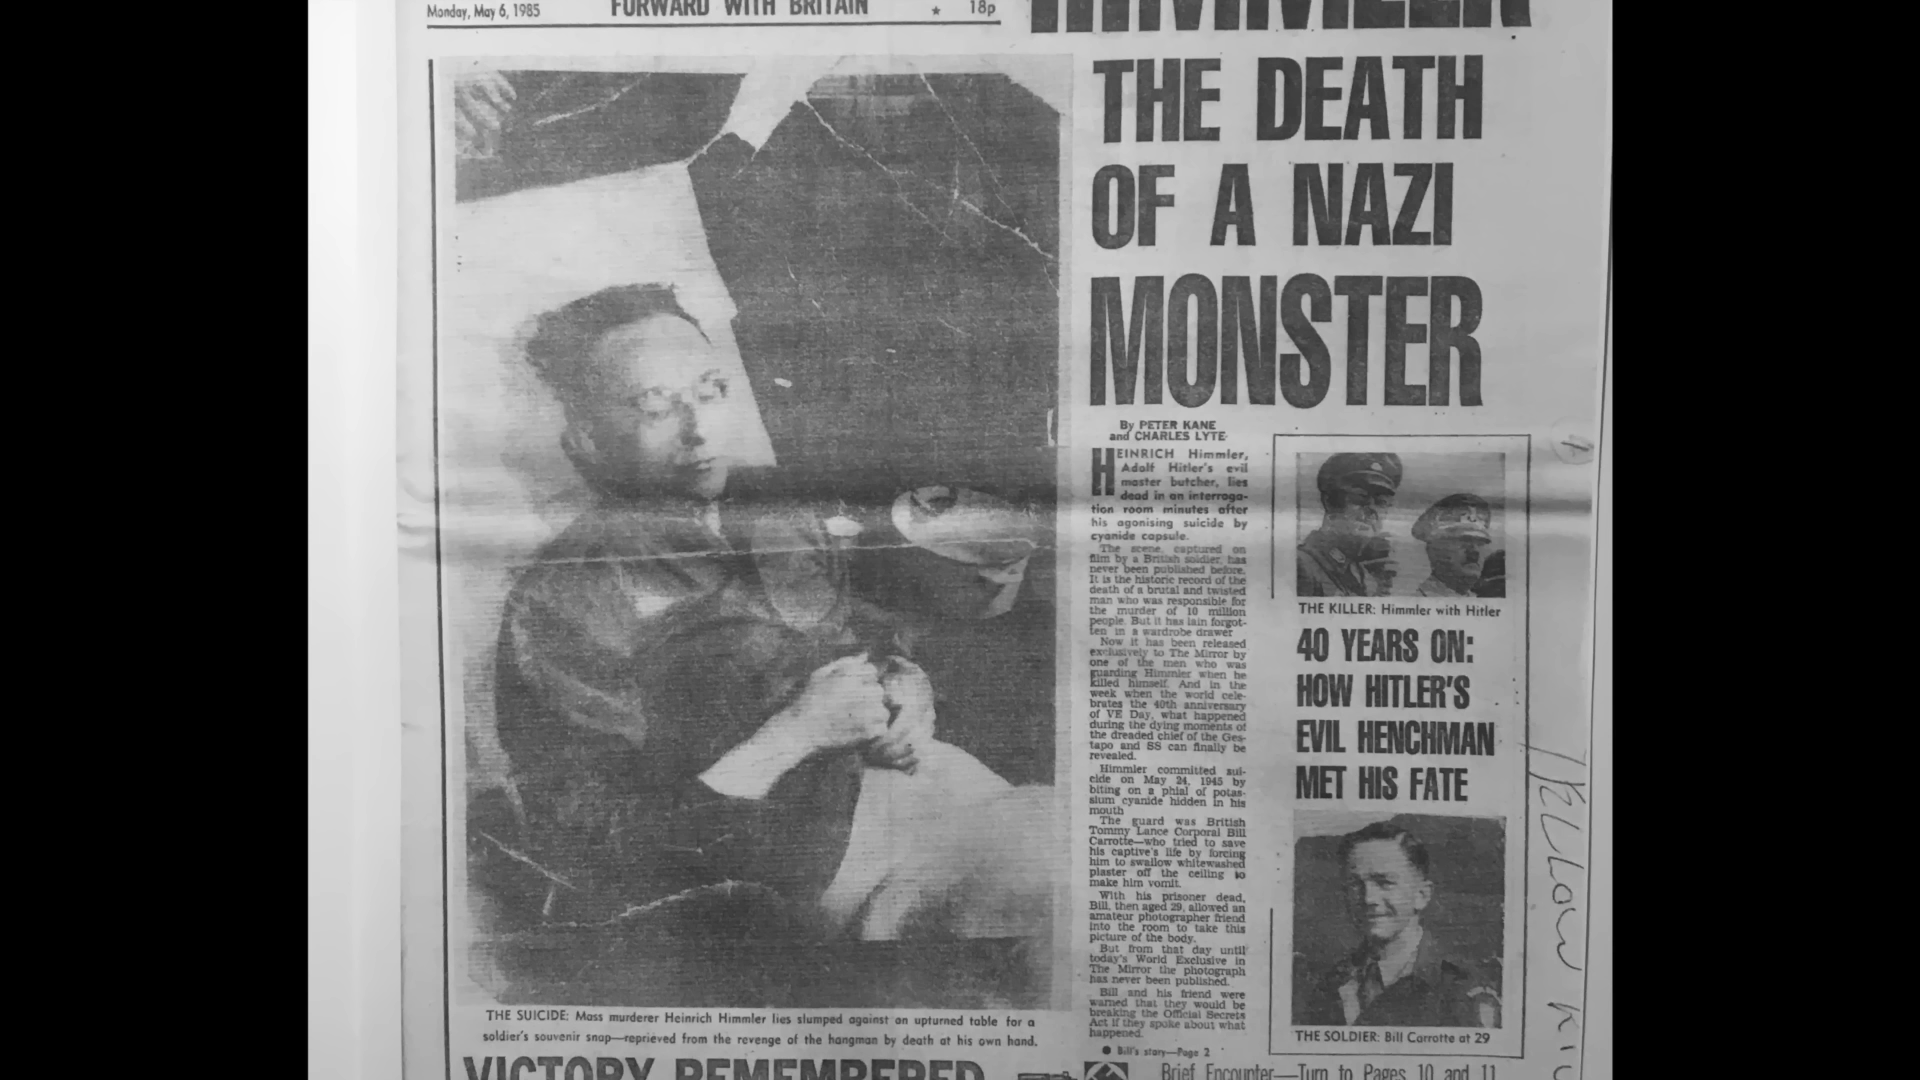 Monday, May 6, 1985
FORWARD WITH BRITAIN
★ 18p
HIMMLER
THE DEATH
OF A NAZI
MONSTER
By PETER KANE
and CHARLES LYTE
HEINRICH Himmler,
Adolf Hitler's evil
master butcher, lies
dead in an interroga-
tion room minutes after
his agonising suicide by
cyanide capsule.
The scene, captured on
film by a British soldier, has
never been published before.
It is the historic record of the
death of a brutal and twisted
man who was responsible for
the murder of 10 million
people. But it has lain forgot-
ten in a wardrobe drawer
Now it has been released
exclusively to The Mirror by
one of the men who was
guarding Himmler when he
killed himself. And in the
week when the world cele-
brates the 40th anniversary
of VE Day, what happened
during the dying moments of
the dreaded chief of the Ges-
tapo and SS can finally be
revealed.
Himmler committed sui-
cide on May 24, 1945 by
biting on a phial of potas-
sium cyanide hidden in his
mouth
The guard was British
Tommy Lance Corporal Bill
Carrotte—who tried to save
his captive's life by forcing
him to swallow whitewashed
plaster off the ceiling to
make him vomit.
With his prisoner dead,
Bill, then aged 29, allowed an
amateur photographer friend
into the room to take this
picture of the body.
But from that day until
today's World Exclusive in
The Mirror the photograph
has never been published.
Bill and his friend were
warned that they would be
breaking the Official Secrets
Act if they spoke about what
happened.
● Bill's story—Page 2
THE KILLER: Himmler with Hitler
40 YEARS ON:
HOW HITLER'S
EVIL HENCHMAN
MET HIS FATE
THE SOLDIER: Bill Carrotte at 29
THE SUICIDE: Mass murderer Heinrich Himmler lies slumped against an upturned table for a
soldier's souvenir snap—reprieved from the revenge of the hangman by death at his own hand.
VICTORY REMEMBERED
Brief Encounter—Turn to Pages 10 and 11